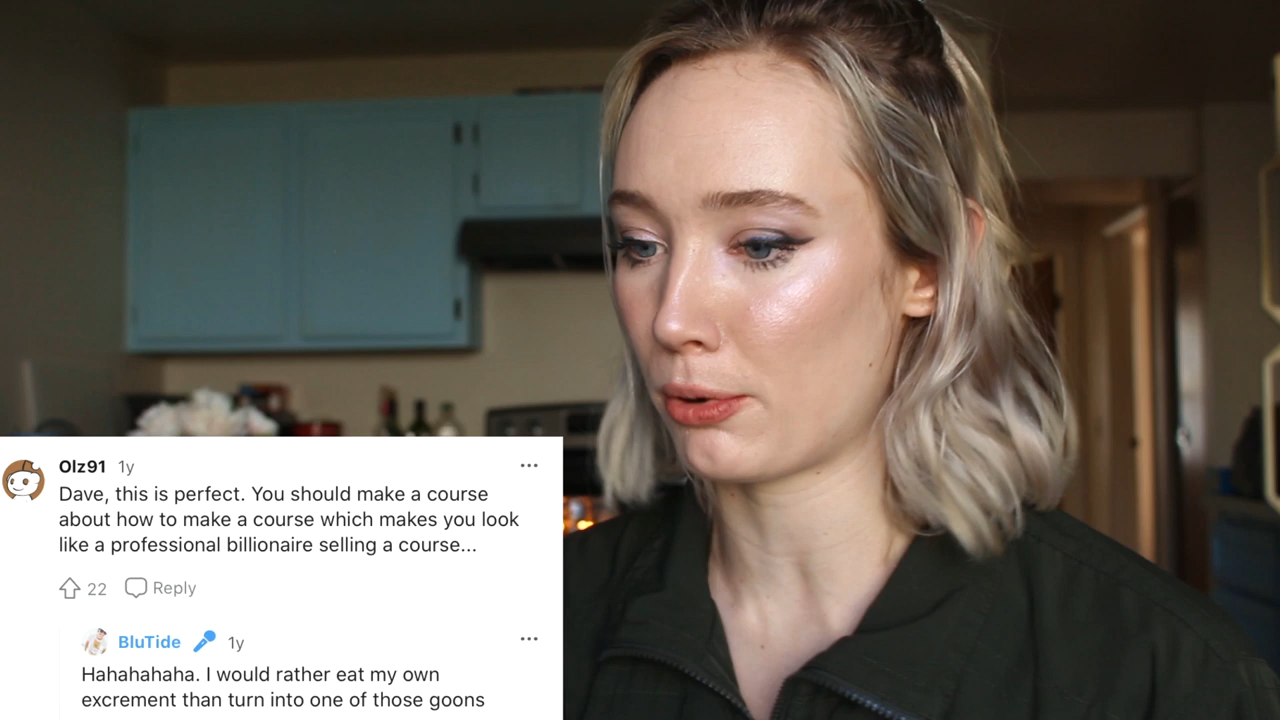 Olz91 1y
Dave, this is perfect. You should make a course
about how to make a course which makes you look
like a professional billionaire selling a course...
22 Reply
BluTide 1y
Hahahahaha. I would rather eat my own
excrement than turn into one of those goons